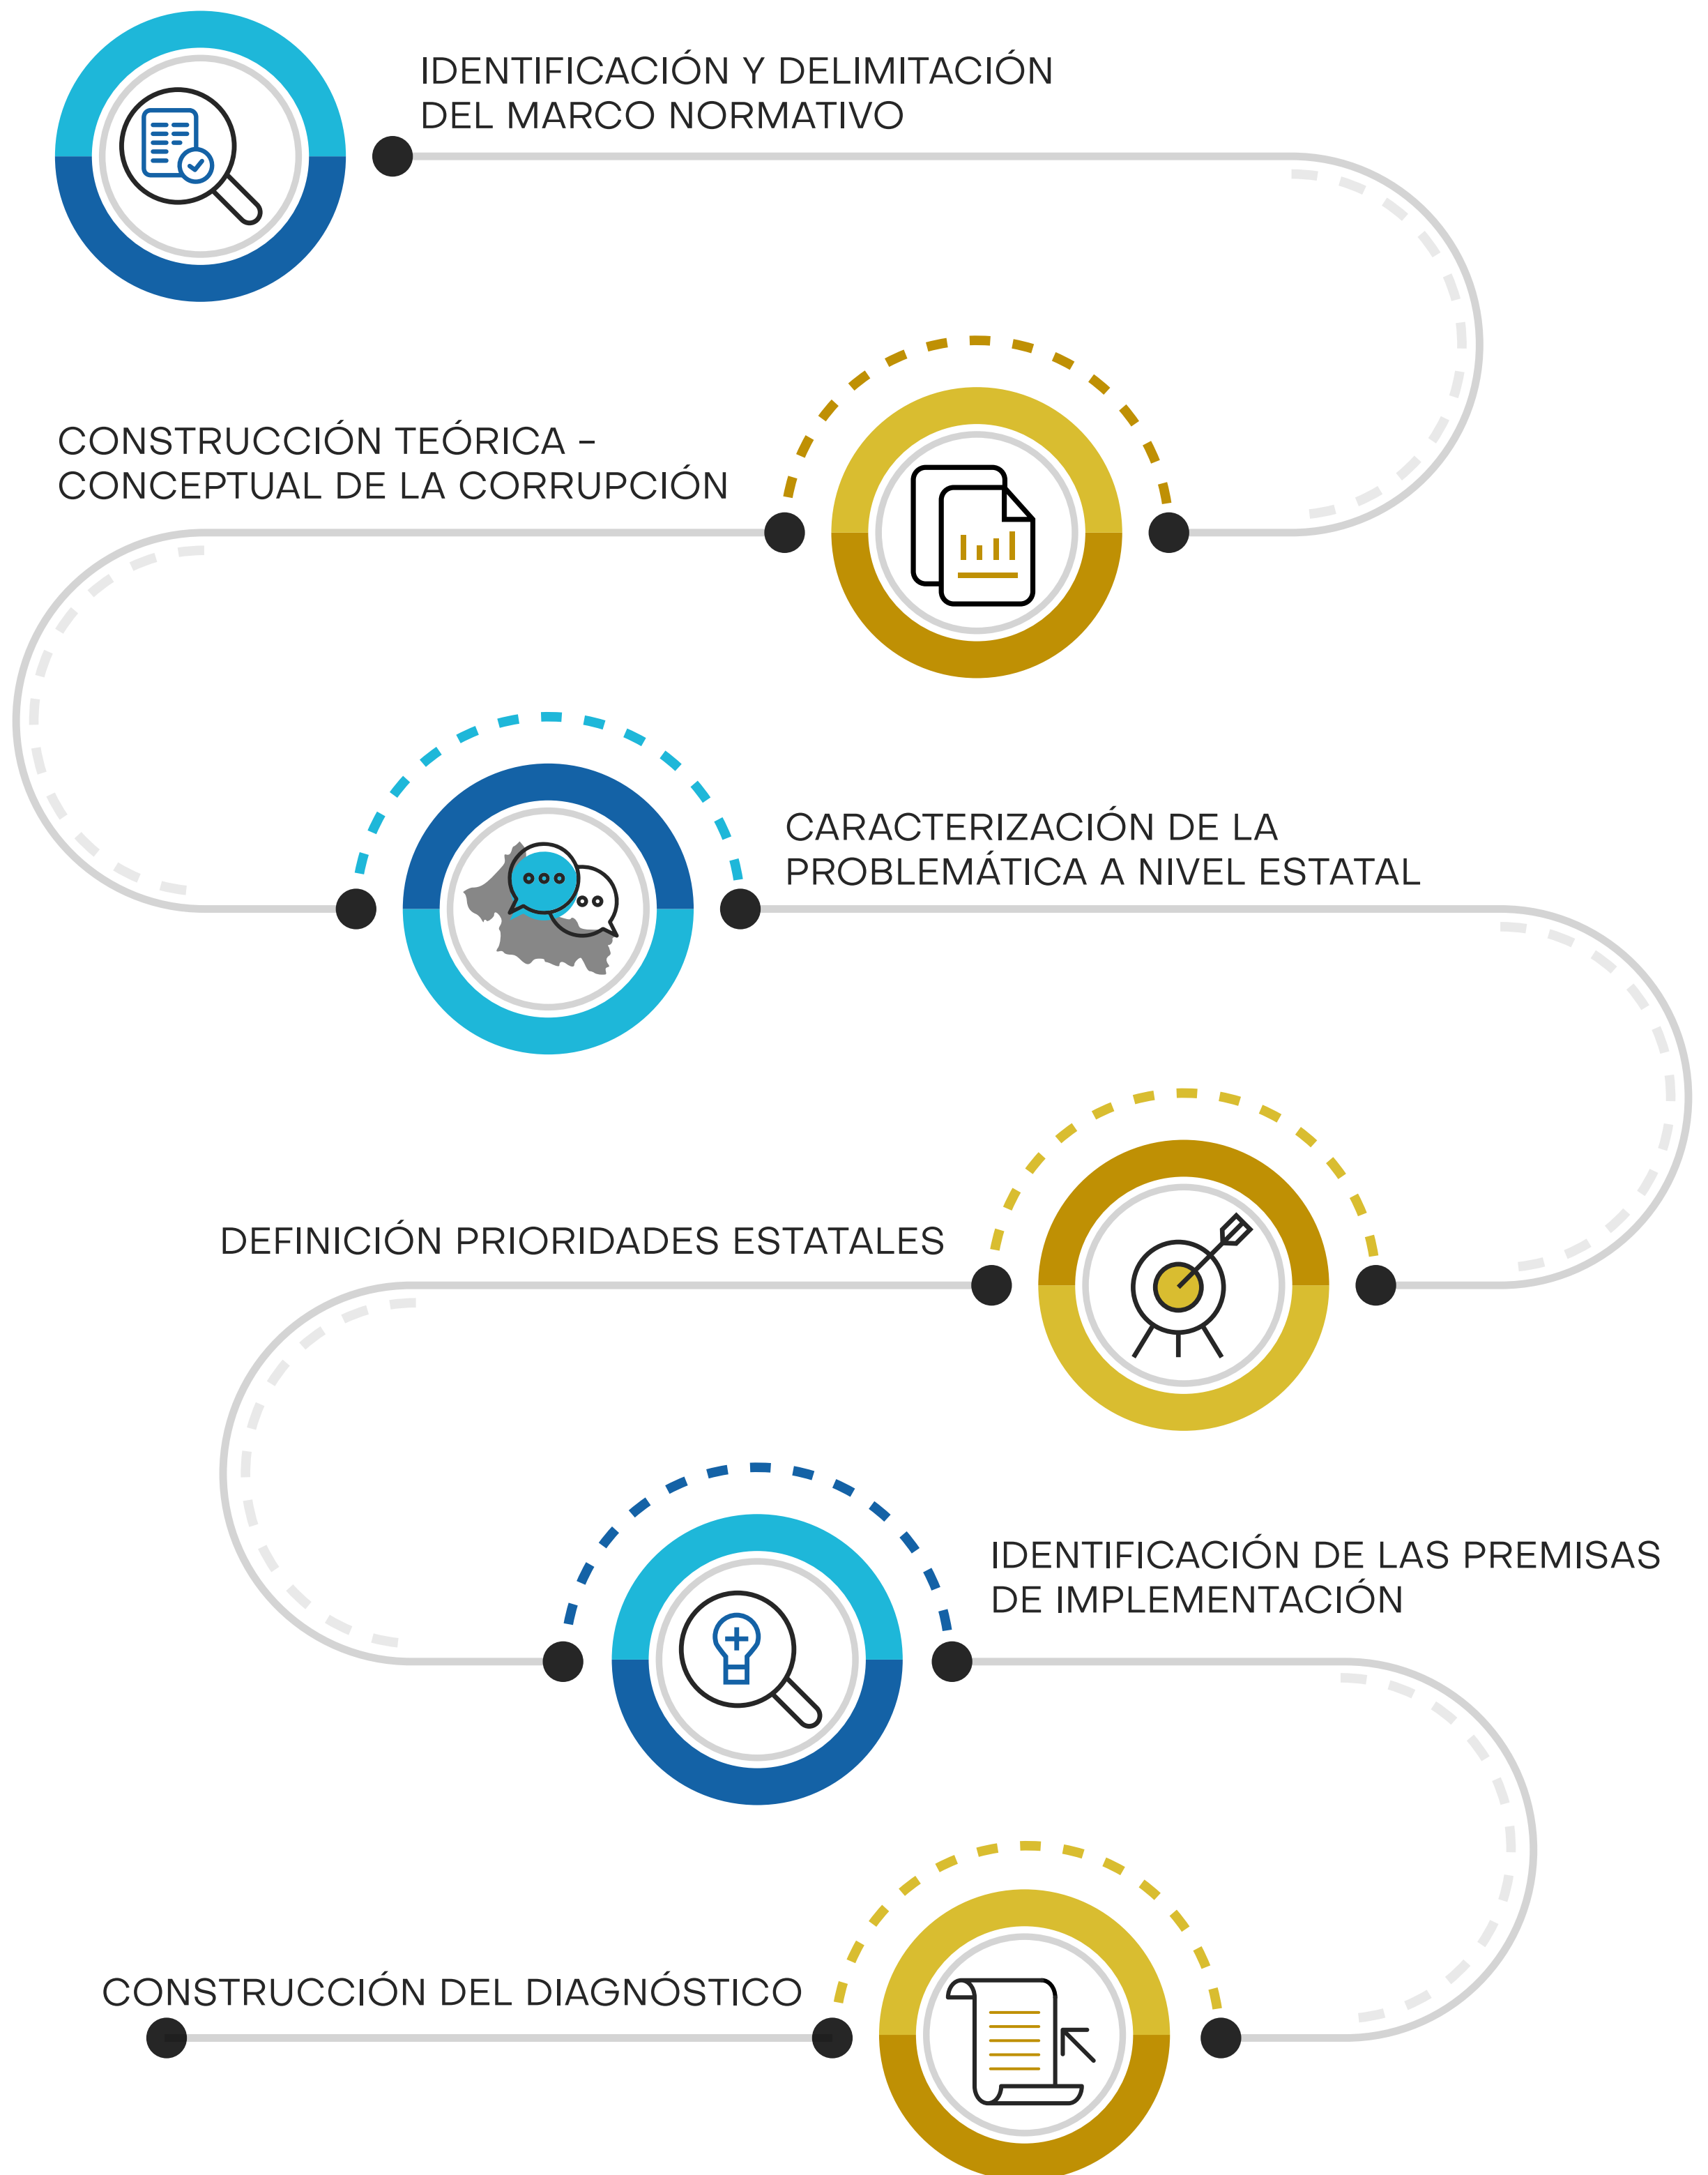 IDENTIFICACIÓN Y DELIMITACIÓN
DEL MARCO NORMATIVO
CONSTRUCCIÓN TEÓRICA –
CONCEPTUAL DE LA CORRUPCIÓN
CARACTERIZACIÓN DE LA
PROBLEMÁTICA A NIVEL ESTATAL
DEFINICIÓN PRIORIDADES ESTATALES
IDENTIFICACIÓN DE LAS PREMISAS
DE IMPLEMENTACIÓN
CONSTRUCCIÓN DEL DIAGNÓSTICO